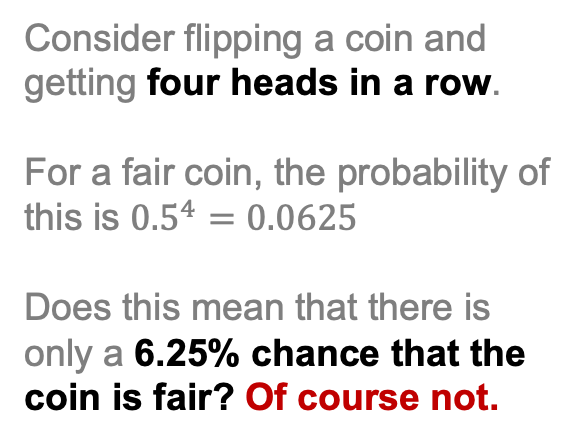 Consider flipping a coin and
getting four heads in a row.
For a fair coin, the probability of
this is 0.5⁴ = 0.0625
Does this mean that there is
only a 6.25% chance that the
coin is fair? Of course not.